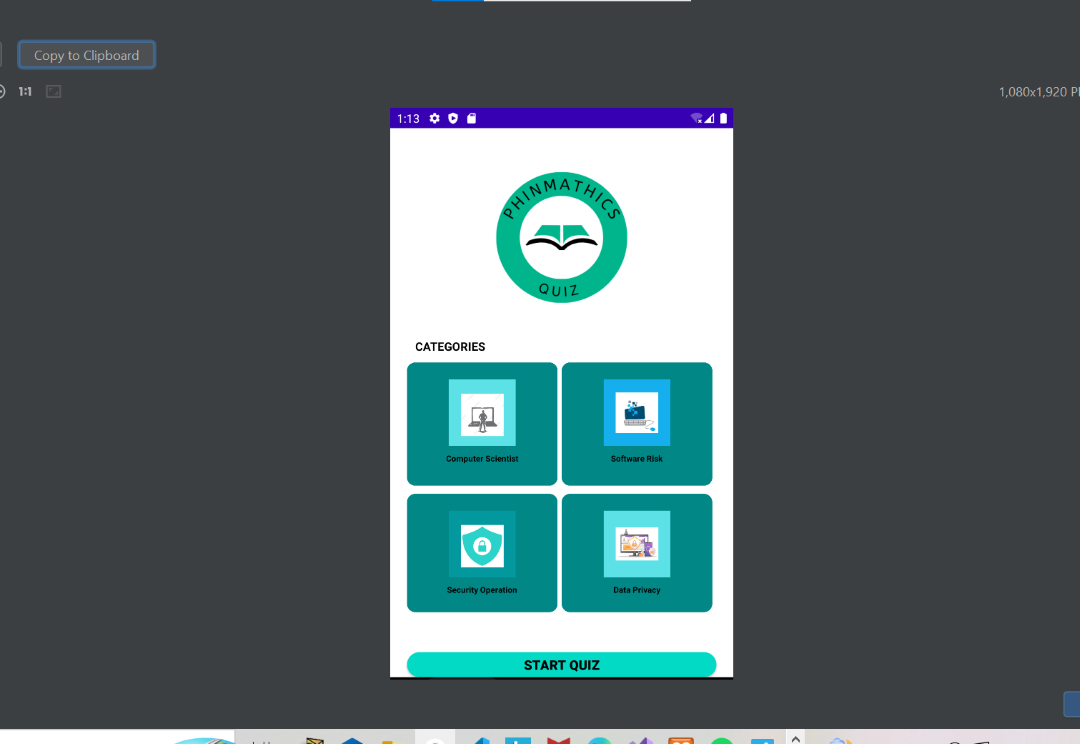 Copy to Clipboard
1:1
1,080x1,920
1:13
PHINMATHICS
QUIZ
CATEGORIES
Computer Scientist
Software Risk
Security Operation
Data Privacy
START QUIZ